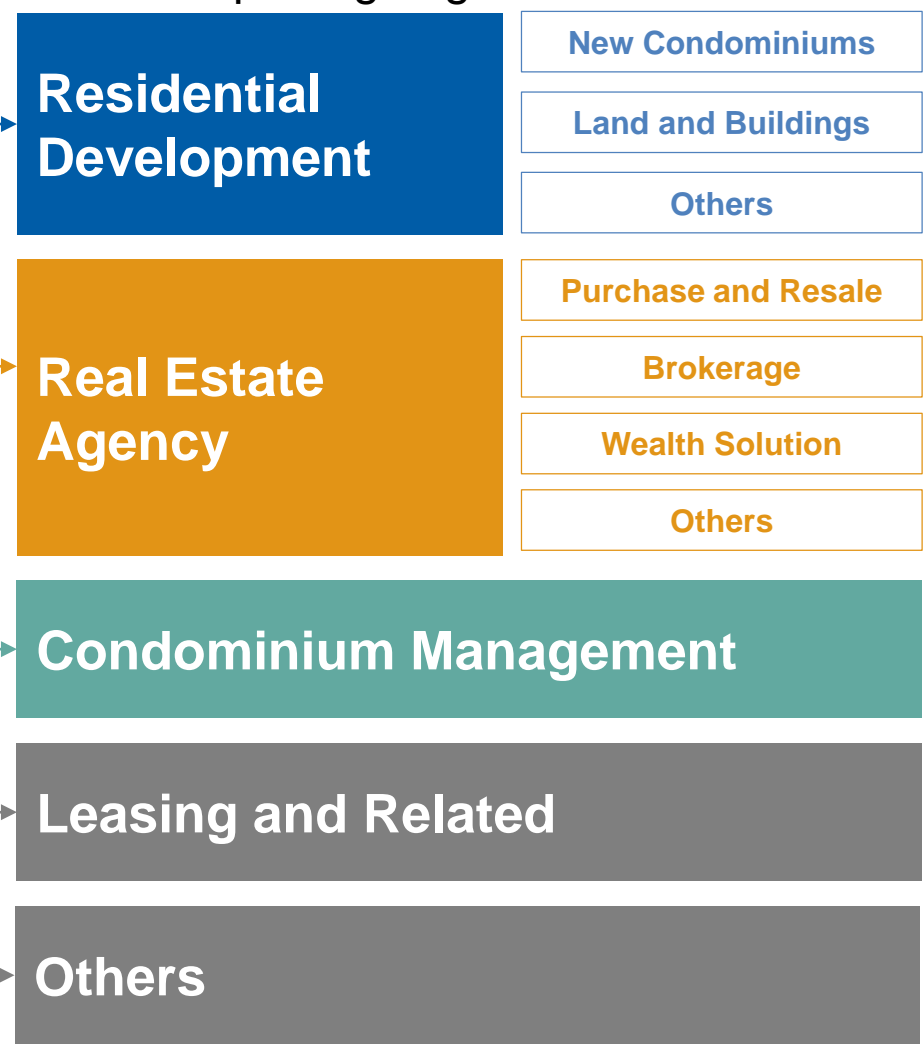 Residential
Development
New Condominiums
Land and Buildings
Others
Real Estate
Agency
Purchase and Resale
Brokerage
Wealth Solution
Others
Condominium Management
Leasing and Related
Others